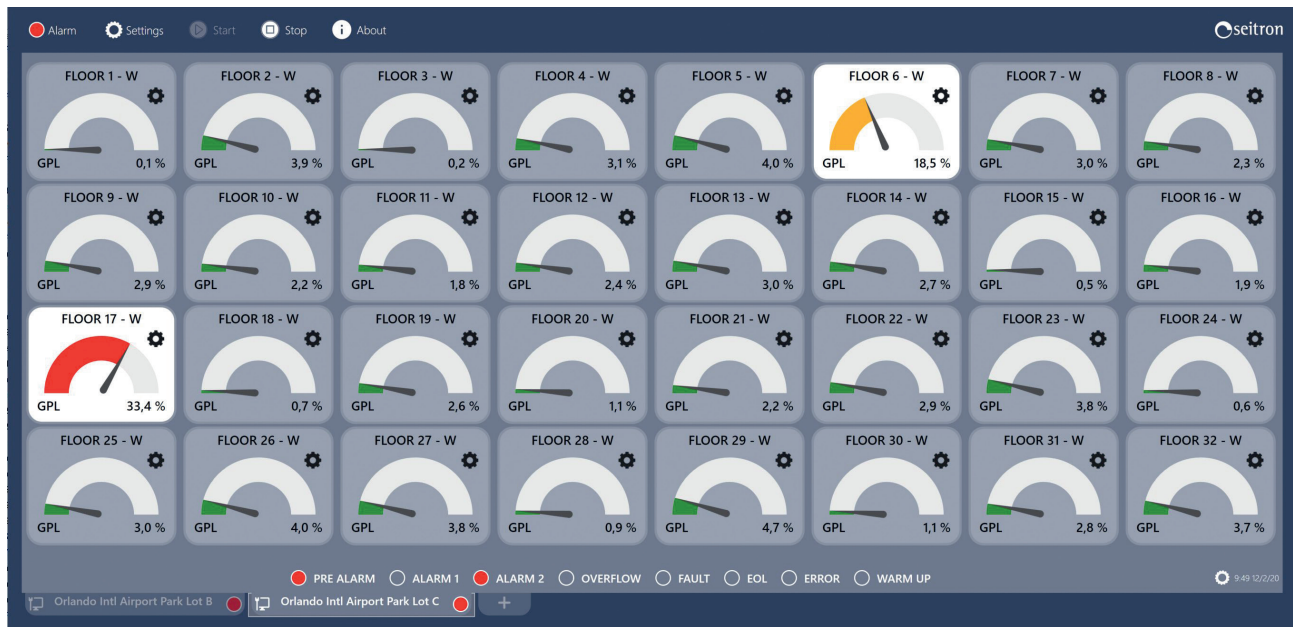 Alarm Settings Start Stop i About seitron
FLOOR 1 - W FLOOR 2 - W FLOOR 3 - W FLOOR 4 - W FLOOR 5 - W FLOOR 6 - W FLOOR 7 - W FLOOR 8 - W
GPL 0,1 % GPL 3,9 % GPL 0,2 % GPL 3,1 % GPL 4,0 % GPL 18,5 % GPL 3,0 % GPL 2,3 %
FLOOR 9 - W FLOOR 10 - W FLOOR 11 - W FLOOR 12 - W FLOOR 13 - W FLOOR 14 - W FLOOR 15 - W FLOOR 16 - W
GPL 2,9 % GPL 2,2 % GPL 1,8 % GPL 2,4 % GPL 3,0 % GPL 2,7 % GPL 0,5 % GPL 1,9 %
FLOOR 17 - W FLOOR 18 - W FLOOR 19 - W FLOOR 20 - W FLOOR 21 - W FLOOR 22 - W FLOOR 23 - W FLOOR 24 - W
GPL 33,4 % GPL 0,7 % GPL 2,6 % GPL 1,1 % GPL 2,2 % GPL 2,9 % GPL 3,8 % GPL 0,6 %
FLOOR 25 - W FLOOR 26 - W FLOOR 27 - W FLOOR 28 - W FLOOR 29 - W FLOOR 30 - W FLOOR 31 - W FLOOR 32 - W
GPL 3,0 % GPL 4,0 % GPL 3,8 % GPL 0,9 % GPL 4,7 % GPL 1,1 % GPL 2,8 % GPL 3,7 %
PRE ALARM ALARM 1 ALARM 2 OVERFLOW FAULT EOL ERROR WARM UP 9:49 12/2/20
Orlando Intl Airport Park Lot B Orlando Intl Airport Park Lot C +